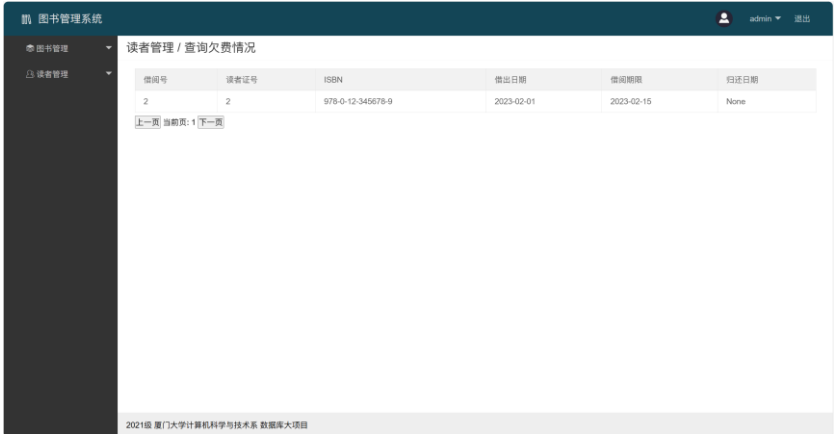 图书管理系统 admin 退出
图书管理
读者管理
读者管理 / 查询欠费情况
借阅号 读者证号 ISBN 借出日期 借阅期限 归还日期
2 2 978-0-12-345678-9 2023-02-01 2023-02-15 None
上一页 当前页: 1 下一页
2021级 厦门大学计算机科学与技术系 数据库大项目